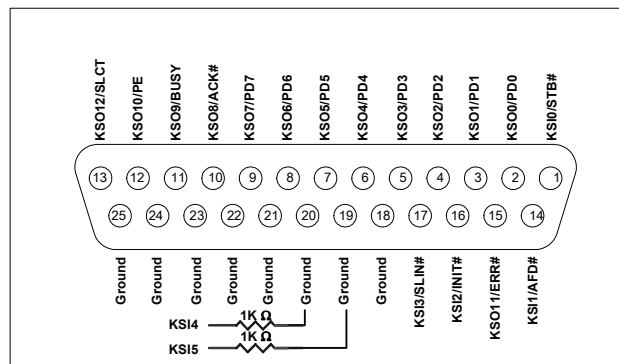 KSO12/SLCT
KSO10/PE
KSO9/BUSY
KSO8/ACK#
KSO7/PD7
KSO6/PD6
KSO5/PD5
KSO4/PD4
KSO3/PD3
KSO2/PD2
KSO1/PD1
KSO0/PD0
KSI0/STB#
13 12 11 10 9 8 7 6 5 4 3 2 1
25 24 23 22 21 20 19 18 17 16 15 14
Ground
Ground
Ground
Ground
Ground
Ground
Ground
Ground
KSI3/SLIN#
KSI2/INIT#
KSO11/ERR#
KSI1/AFD#
KSI4 1K Ω
KSI5 1K Ω